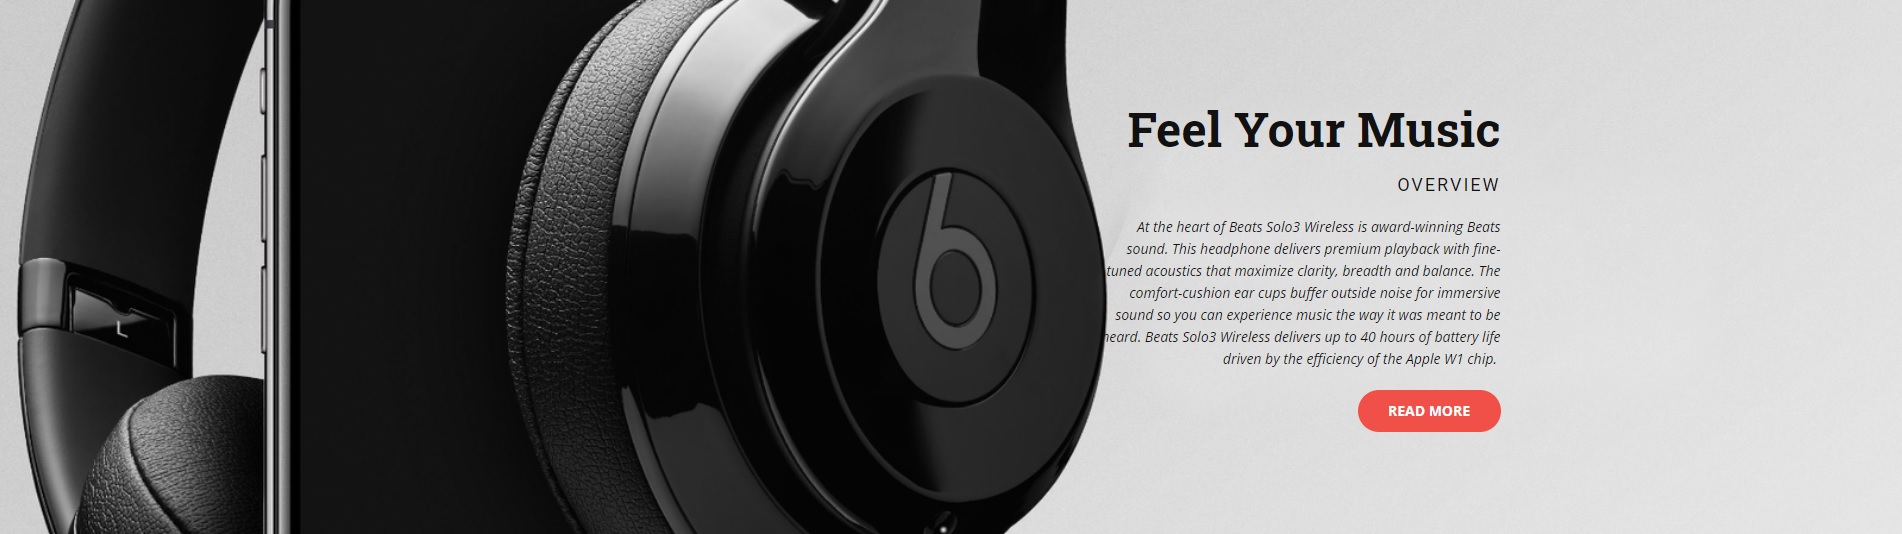 Feel Your Music
OVERVIEW
At the heart of Beats Solo3 Wireless is award-winning Beats
sound. This headphone delivers premium playback with fine-
tuned acoustics that maximize clarity, breadth and balance. The
comfort-cushion ear cups buffer outside noise for immersive
sound so you can experience music the way it was meant to be
heard. Beats Solo3 Wireless delivers up to 40 hours of battery life
driven by the efficiency of the Apple W1 chip.
READ MORE
b
L